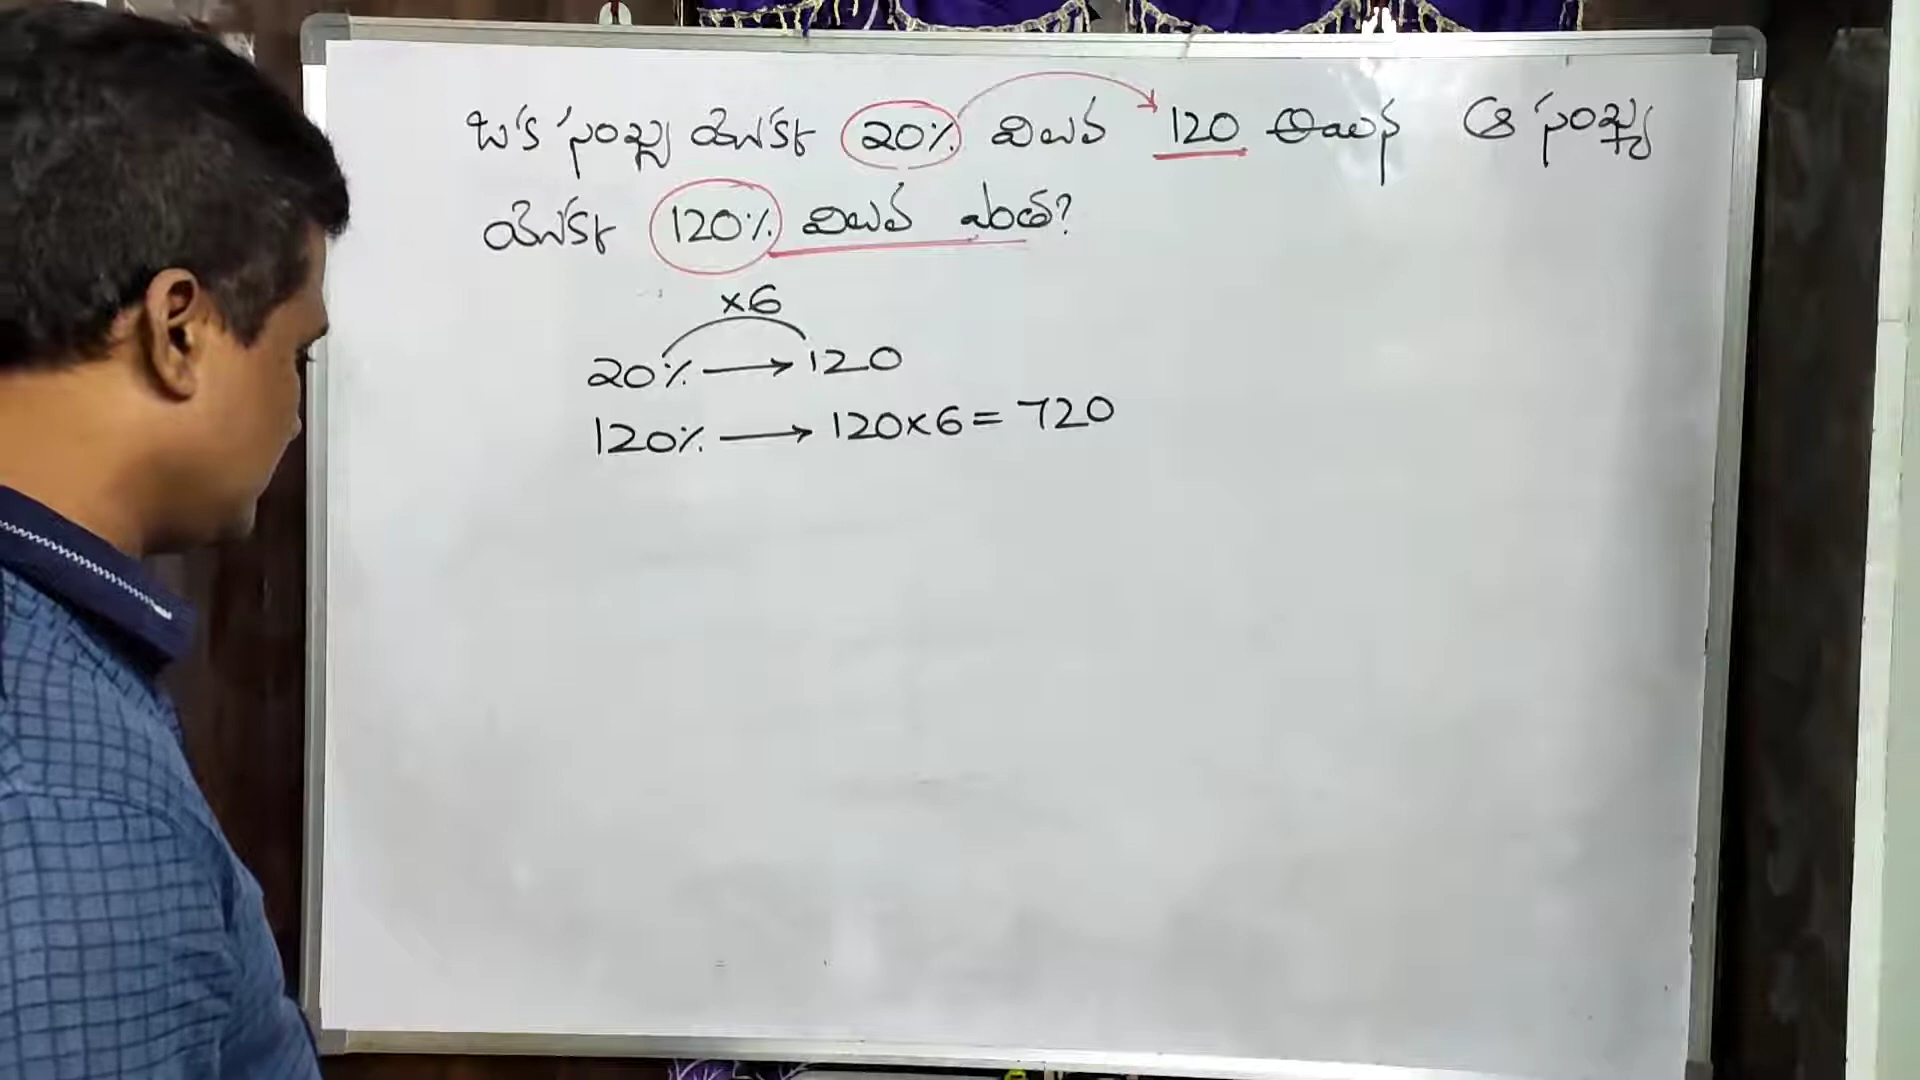 ఒక సంఖ్య యొక్క 20% విలువ 120 అయిన ఆ సంఖ్య
యొక్క 120% విలువ ఎంత?
×6
20% → 120
120% → 120×6 = 720